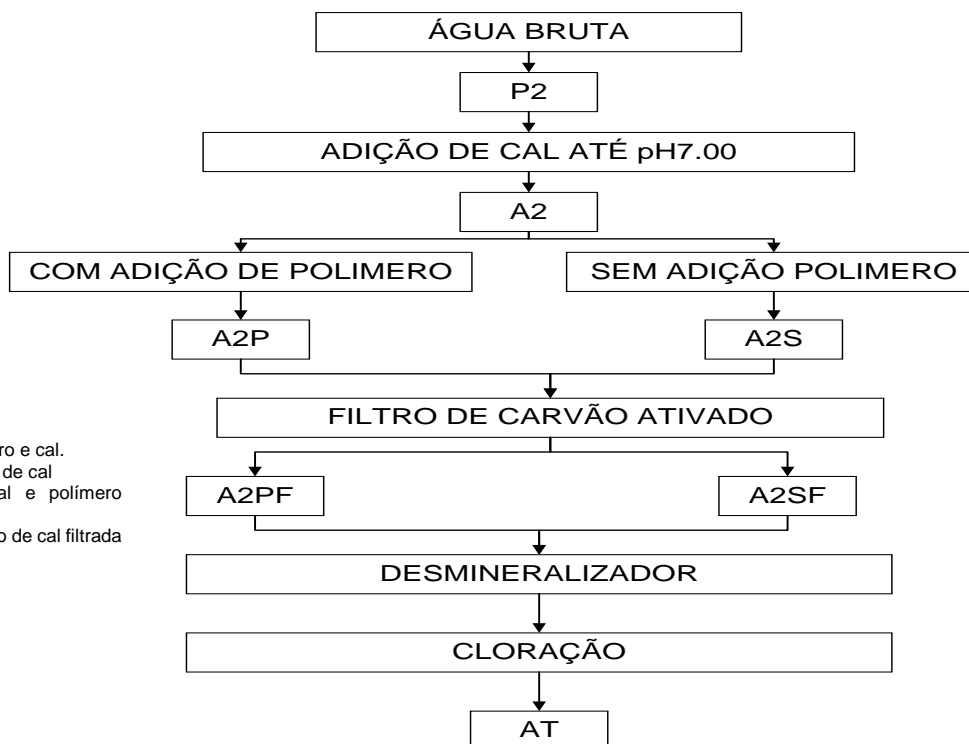 ÁGUA BRUTA
P2
ADIÇÃO DE CAL ATÉ pH7.00
A2
COM ADIÇÃO DE POLIMERO
SEM ADIÇÃO POLIMERO
A2P
A2S
FILTRO DE CARVÃO ATIVADO
ro e cal.
de cal
al e polímero
o de cal filtrada
A2PF
A2SF
DESMINERALIZADOR
CLORAÇÃO
AT